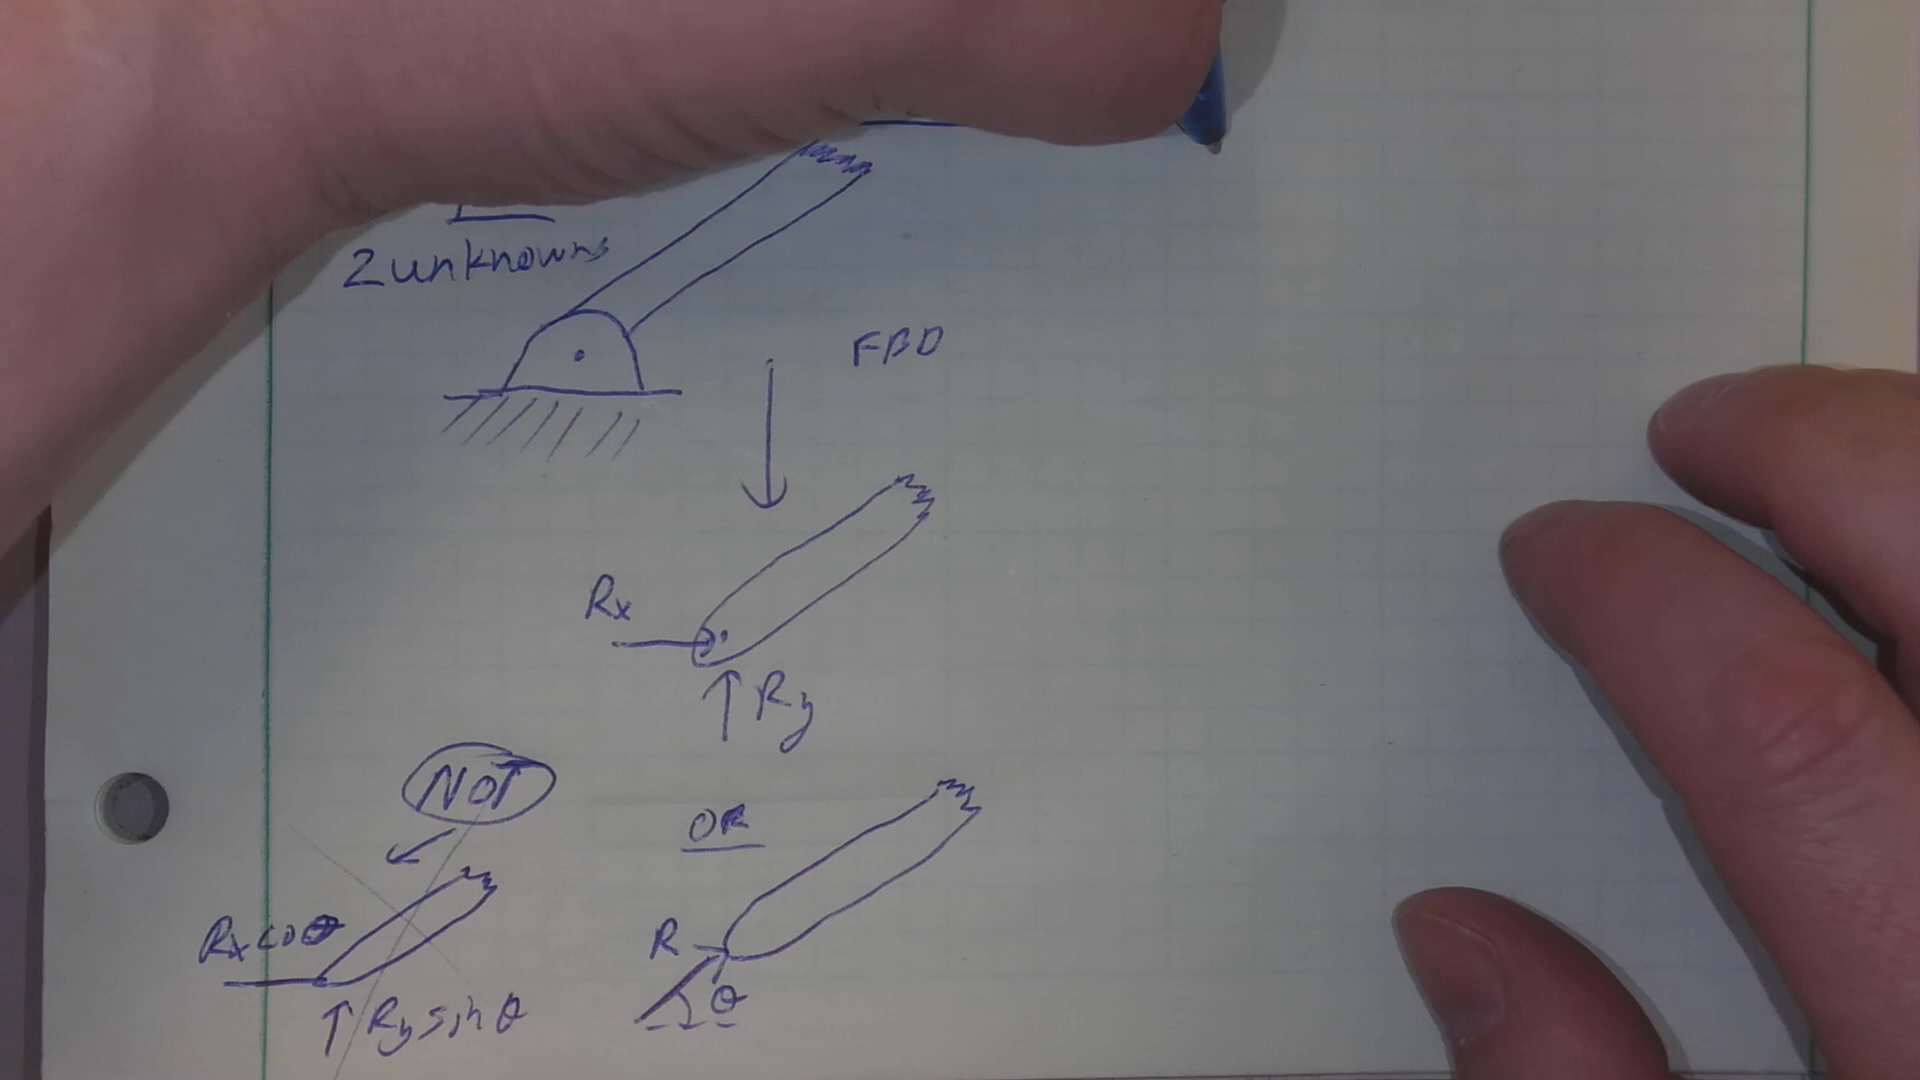 2 unknowns
FBD
Rx
Ry
NOT
OR
Rx cos θ
R
θ
Ry sin θ